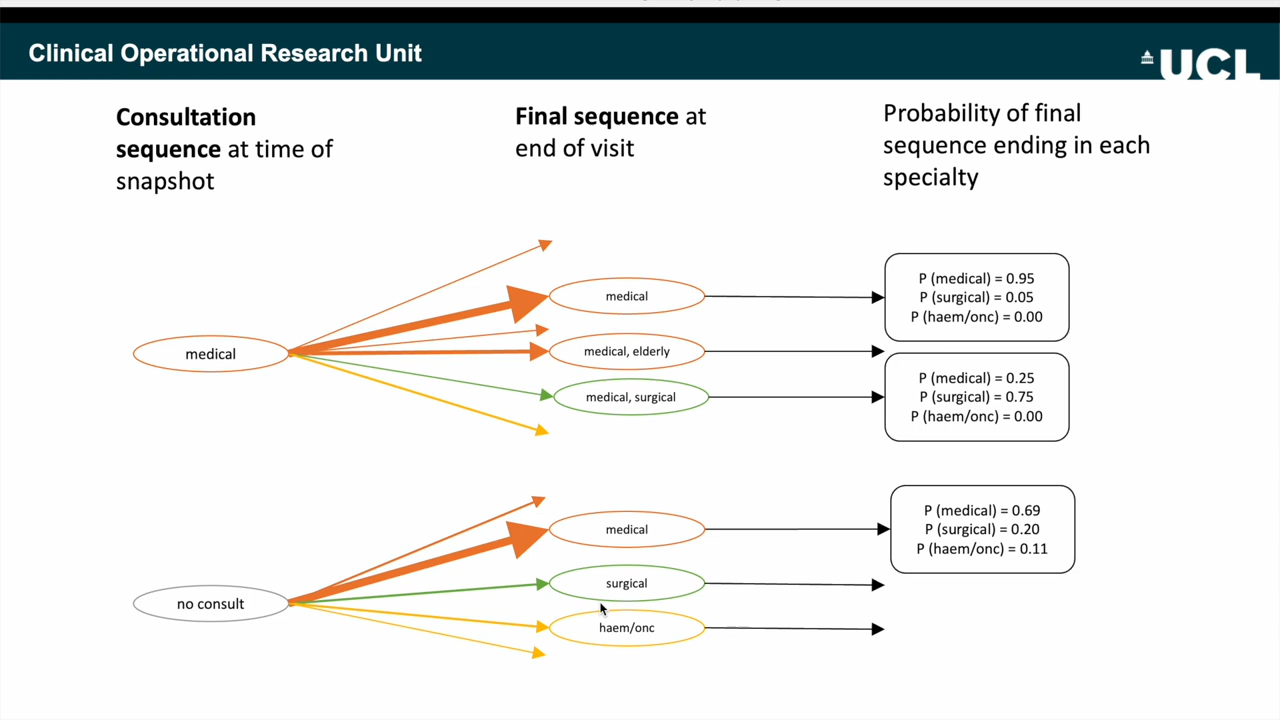 Clinical Operational Research Unit
UCL
Consultation
sequence at time of
snapshot
Final sequence at
end of visit
Probability of final
sequence ending in each
specialty
medical
medical
medical, elderly
medical, surgical
P (medical) = 0.95
P (surgical) = 0.05
P (haem/onc) = 0.00
P (medical) = 0.25
P (surgical) = 0.75
P (haem/onc) = 0.00
no consult
medical
surgical
haem/onc
P (medical) = 0.69
P (surgical) = 0.20
P (haem/onc) = 0.11